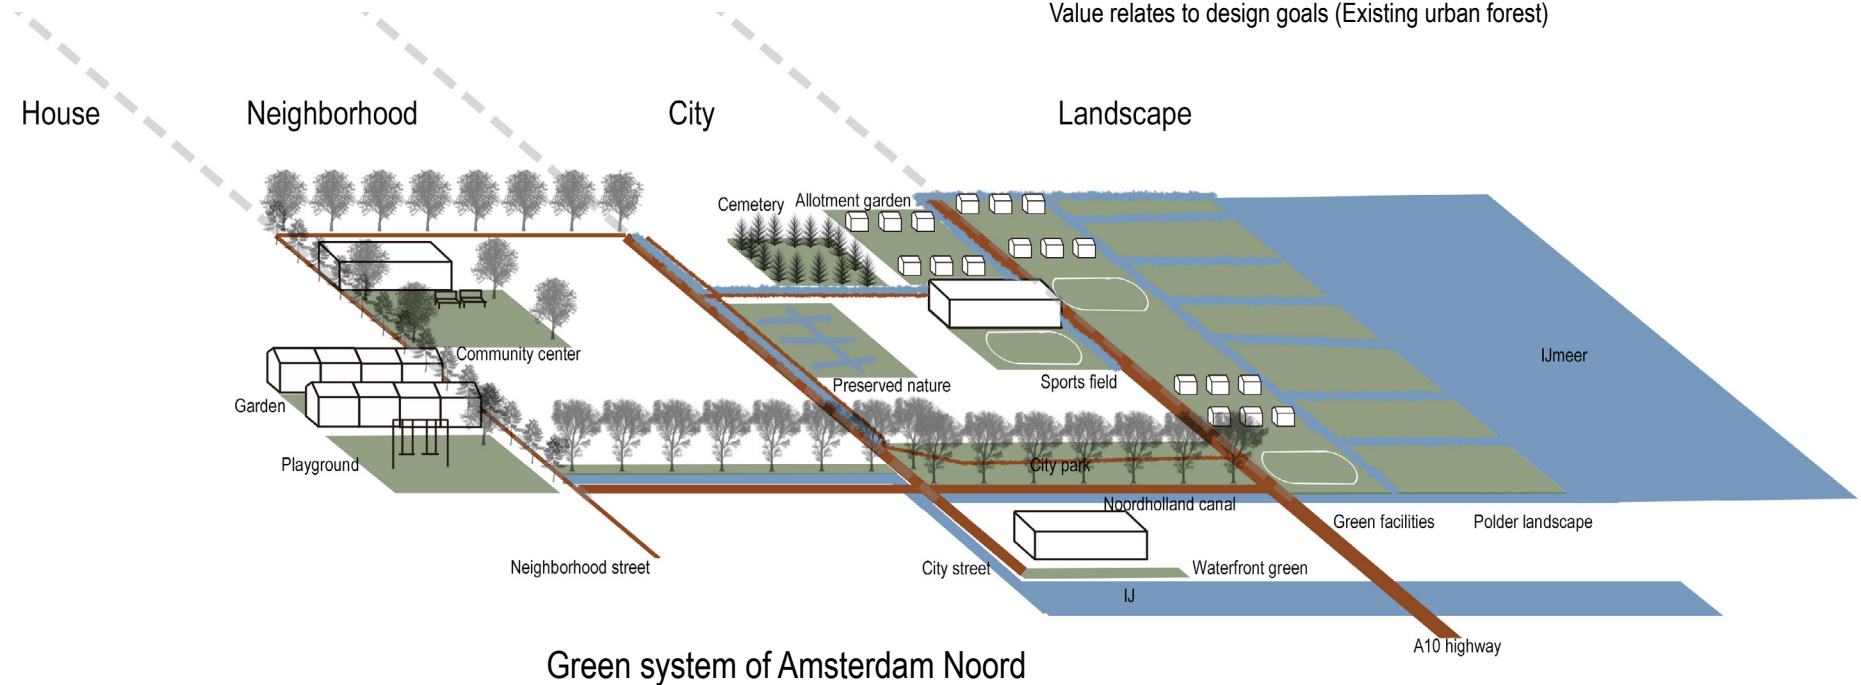 Value relates to design goals (Existing urban forest)
House
Neighborhood
City
Landscape
Cemetery
Allotment garden
Community center
IJmeer
Preserved nature
Sports field
Garden
Playground
City park
Noordholland canal
Green facilities
Polder landscape
Neighborhood street
City street
Waterfront green
IJ
A10 highway
Green system of Amsterdam Noord